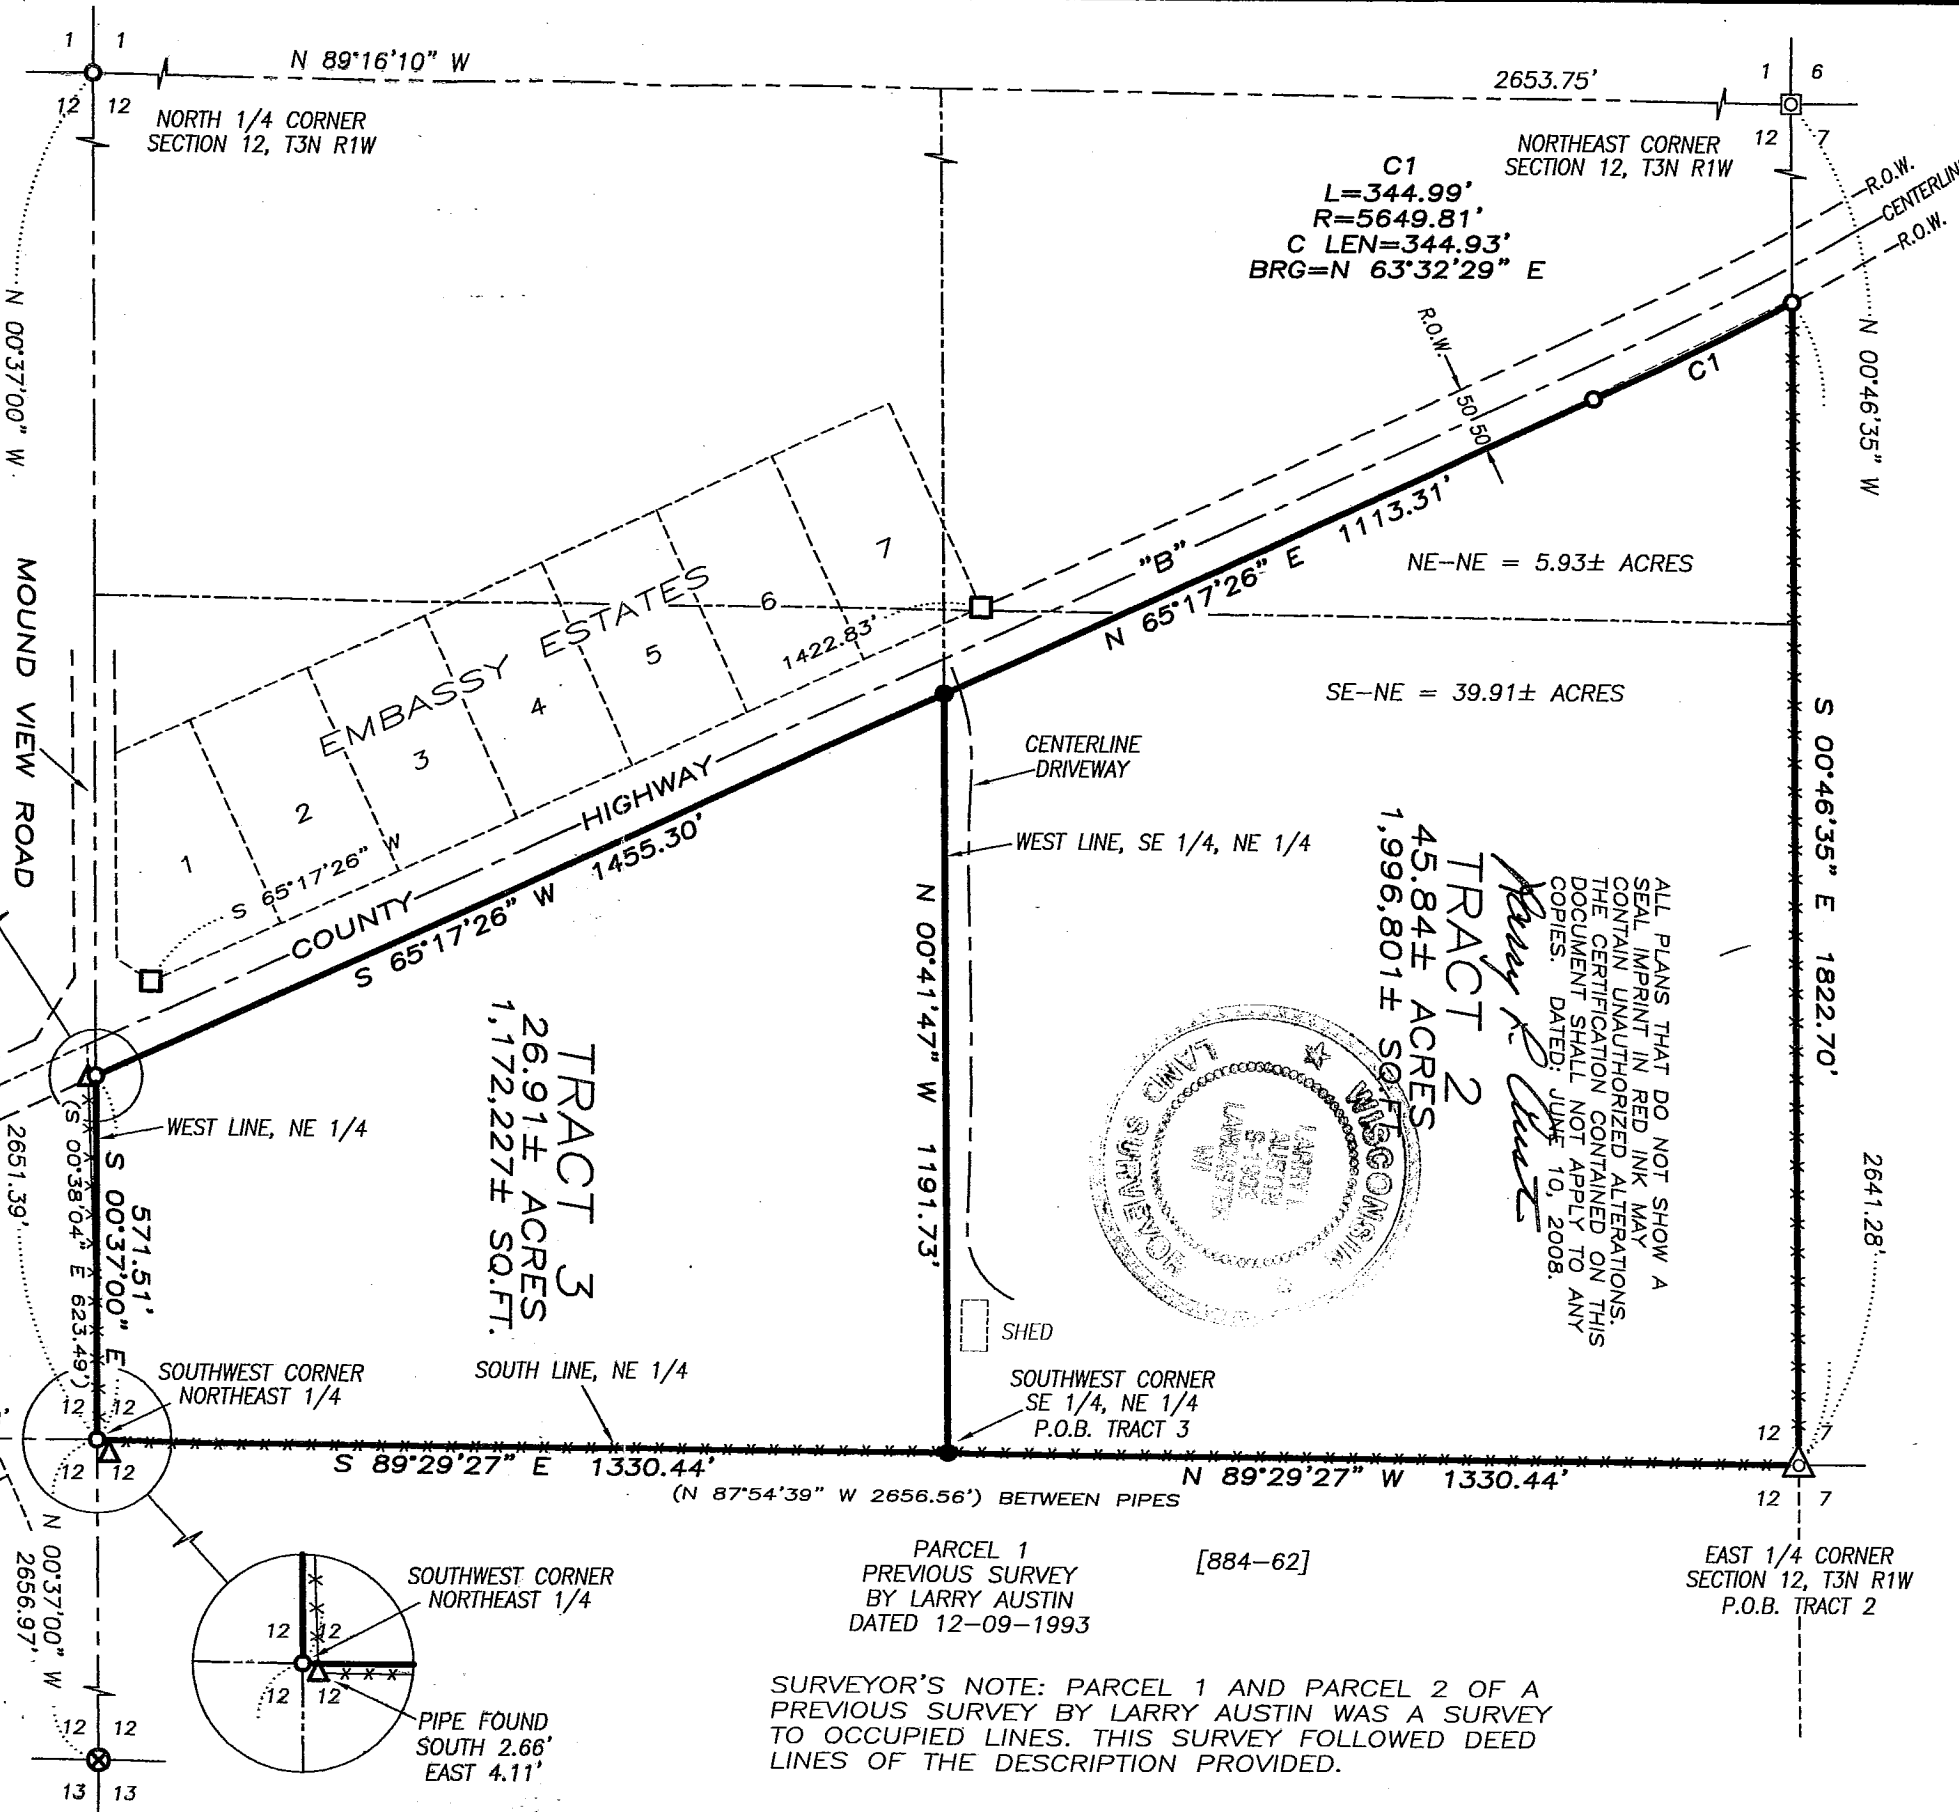 1 1
N 89°16'10" W
2653.75'
1 6
12 12
NORTH 1/4 CORNER
SECTION 12, T3N R1W
NORTHEAST CORNER
SECTION 12, T3N R1W
12 7
C1
L=344.99'
R=5649.81'
C LEN=344.93'
BRG=N 63°32'29" E
R.O.W.
CENTERLIN
R.O.W.
N 00°37'00" W
N 00°46'35" W
R.O.W.
50 50
C1
MOUND VIEW ROAD
EMBASSY ESTATES
1
2
3
4
5
6
7
1422.83'
S 65°17'26" W
COUNTY HIGHWAY "B"
N 65°17'26" E 1113.31'
NE-NE = 5.93± ACRES
SE-NE = 39.91± ACRES
S 65°17'26" W 1455.30'
CENTERLINE
DRIVEWAY
WEST LINE, SE 1/4, NE 1/4
N 00°41'47" W 1191.73'
S 00°46'35" E 1822.70'
2641.28'
TRACT 2
45.84± ACRES
1,996,801± SQ.FT.
ALL PLANS THAT DO NOT SHOW A
SEAL IMPRINT IN RED INK MAY
CONTAIN UNAUTHORIZED ALTERATIONS.
THE CERTIFICATION CONTAINED ON THIS
DOCUMENT SHALL NOT APPLY TO ANY
COPIES. DATED: JUNE 10, 2008.
WISCONSIN
LAND SURVEYOR
LARRY
AUSTIN
WI
TRACT 3
26.91± ACRES
1,172,227± SQ.FT.
WEST LINE, NE 1/4
571.51'
S 00°37'00" E
(S 00°38'04" E 623.49')
2651.39'
SHED
SOUTHWEST CORNER
NORTHEAST 1/4
SOUTH LINE, NE 1/4
SOUTHWEST CORNER
SE 1/4, NE 1/4
P.O.B. TRACT 3
12 12
12 12
12 7
12 7
S 89°29'27" E 1330.44'
N 89°29'27" W 1330.44'
(N 87°54'39" W 2656.56') BETWEEN PIPES
N 00°37'00" W
2656.97'
PARCEL 1
PREVIOUS SURVEY
BY LARRY AUSTIN
DATED 12-09-1993
[884-62]
EAST 1/4 CORNER
SECTION 12, T3N R1W
P.O.B. TRACT 2
SOUTHWEST CORNER
NORTHEAST 1/4
12 12
12 12
PIPE FOUND
SOUTH 2.66'
EAST 4.11'
12 12
13 13
SURVEYOR'S NOTE: PARCEL 1 AND PARCEL 2 OF A
PREVIOUS SURVEY BY LARRY AUSTIN WAS A SURVEY
TO OCCUPIED LINES. THIS SURVEY FOLLOWED DEED
LINES OF THE DESCRIPTION PROVIDED.